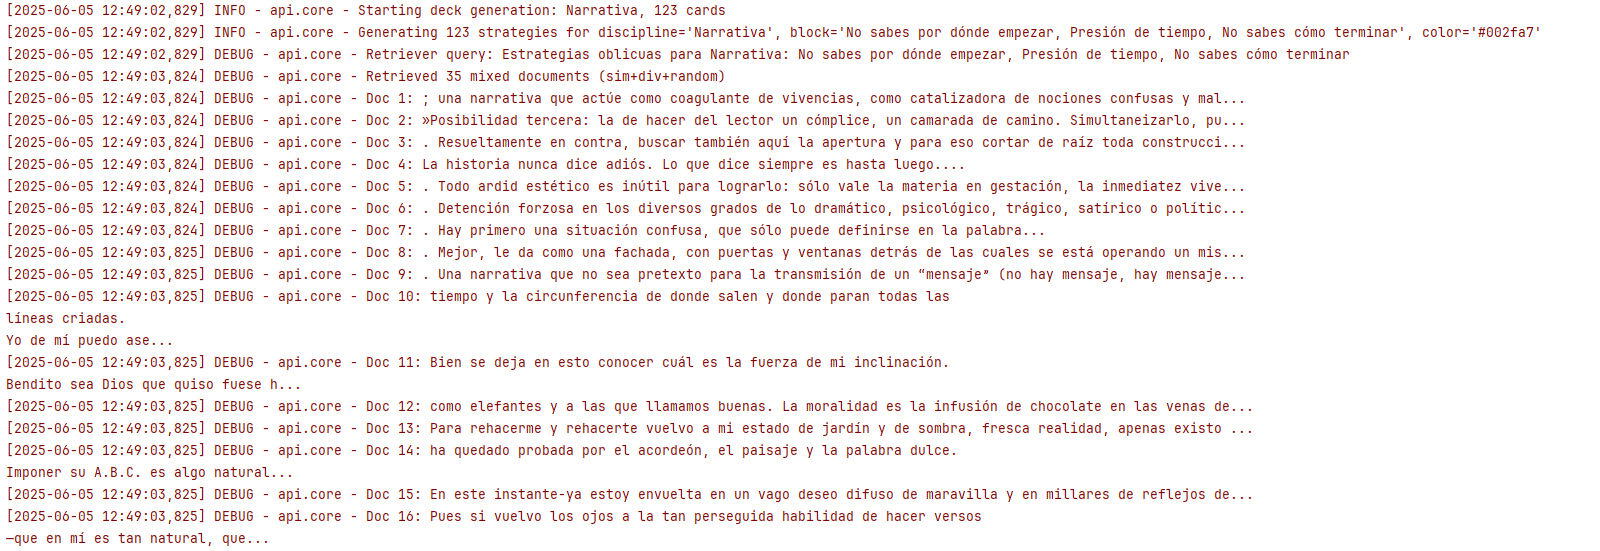 [2025-06-05 12:49:02,829] INFO - api.core - Starting deck generation: Narrativa, 123 cards
[2025-06-05 12:49:02,829] INFO - api.core - Generating 123 strategies for discipline='Narrativa', block='No sabes por dónde empezar, Presión de tiempo, No sabes cómo terminar', color='#002fa7'
[2025-06-05 12:49:02,829] DEBUG - api.core - Retriever query: Estrategias oblicuas para Narrativa: No sabes por dónde empezar, Presión de tiempo, No sabes cómo terminar
[2025-06-05 12:49:03,824] DEBUG - api.core - Retrieved 35 mixed documents (sim+div+random)
[2025-06-05 12:49:03,824] DEBUG - api.core - Doc 1: ; una narrativa que actúe como coagulante de vivencias, como catalizadora de nociones confusas y mal...
[2025-06-05 12:49:03,824] DEBUG - api.core - Doc 2: »Posibilidad tercera: la de hacer del lector un cómplice, un camarada de camino. Simultaneizarlo, pu...
[2025-06-05 12:49:03,824] DEBUG - api.core - Doc 3: . Resueltamente en contra, buscar también aquí la apertura y para eso cortar de raíz toda construcci...
[2025-06-05 12:49:03,824] DEBUG - api.core - Doc 4: La historia nunca dice adiós. Lo que dice siempre es hasta luego....
[2025-06-05 12:49:03,824] DEBUG - api.core - Doc 5: . Todo ardid estético es inútil para lograrlo: sólo vale la materia en gestación, la inmediatez vive...
[2025-06-05 12:49:03,824] DEBUG - api.core - Doc 6: . Detención forzosa en los diversos grados de lo dramático, psicológico, trágico, satírico o polític...
[2025-06-05 12:49:03,824] DEBUG - api.core - Doc 7: . Hay primero una situación confusa, que sólo puede definirse en la palabra...
[2025-06-05 12:49:03,825] DEBUG - api.core - Doc 8: . Mejor, le da como una fachada, con puertas y ventanas detrás de las cuales se está operando un mis...
[2025-06-05 12:49:03,825] DEBUG - api.core - Doc 9: . Una narrativa que no sea pretexto para la transmisión de un “mensaje” (no hay mensaje, hay mensaje...
[2025-06-05 12:49:03,825] DEBUG - api.core - Doc 10: tiempo y la circunferencia de donde salen y donde paran todas las
líneas criadas.
Yo de mí puedo ase...
[2025-06-05 12:49:03,825] DEBUG - api.core - Doc 11: Bien se deja en esto conocer cuál es la fuerza de mi inclinación.
Bendito sea Dios que quiso fuese h...
[2025-06-05 12:49:03,825] DEBUG - api.core - Doc 12: como elefantes y a las que llamamos buenas. La moralidad es la infusión de chocolate en las venas de...
[2025-06-05 12:49:03,825] DEBUG - api.core - Doc 13: Para rehacerme y rehacerte vuelvo a mi estado de jardín y de sombra, fresca realidad, apenas existo ...
[2025-06-05 12:49:03,825] DEBUG - api.core - Doc 14: ha quedado probada por el acordeón, el paisaje y la palabra dulce.
Imponer su A.B.C. es algo natural...
[2025-06-05 12:49:03,825] DEBUG - api.core - Doc 15: En este instante-ya estoy envuelta en un vago deseo difuso de maravilla y en millares de reflejos de...
[2025-06-05 12:49:03,825] DEBUG - api.core - Doc 16: Pues si vuelvo los ojos a la tan perseguida habilidad de hacer versos
—que en mí es tan natural, que...